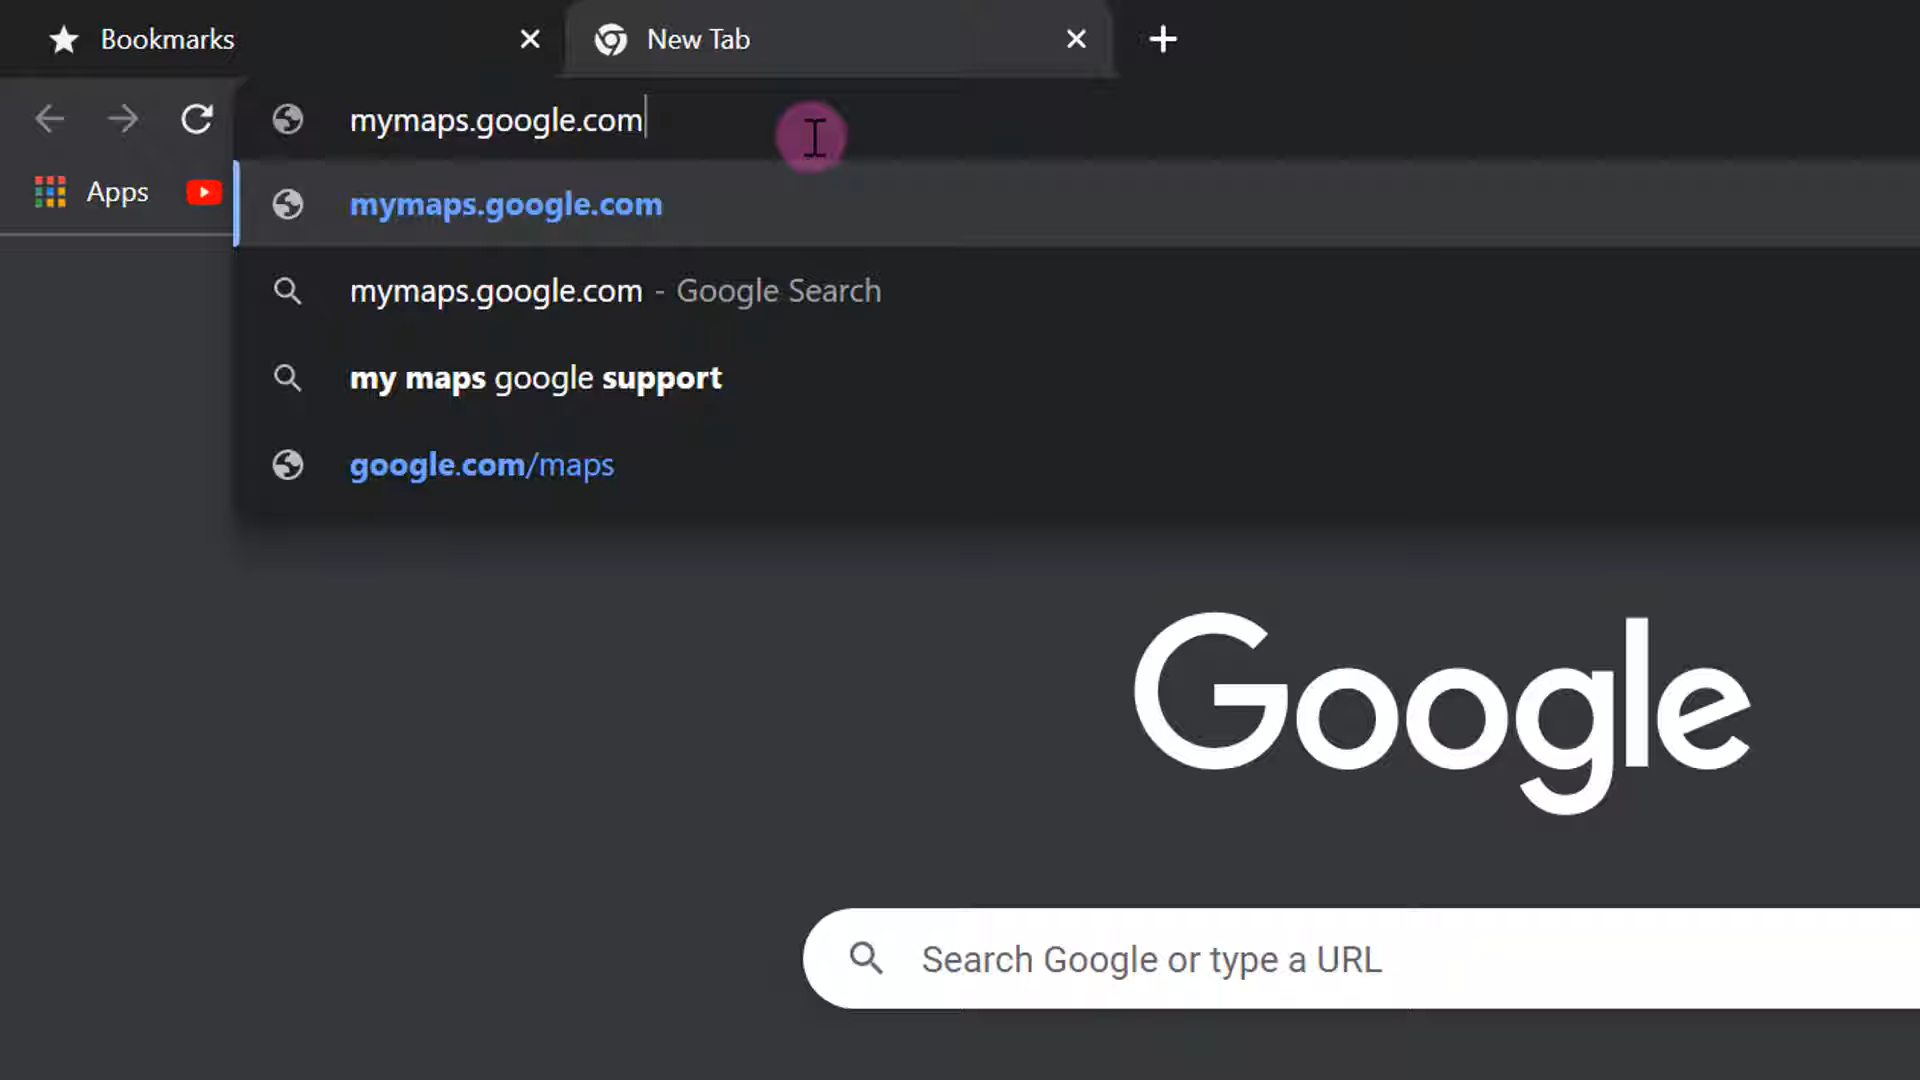 Bookmarks
New Tab
mymaps.google.com
Apps
mymaps.google.com
mymaps.google.com - Google Search
my maps google support
google.com/maps
Google
Search Google or type a URL